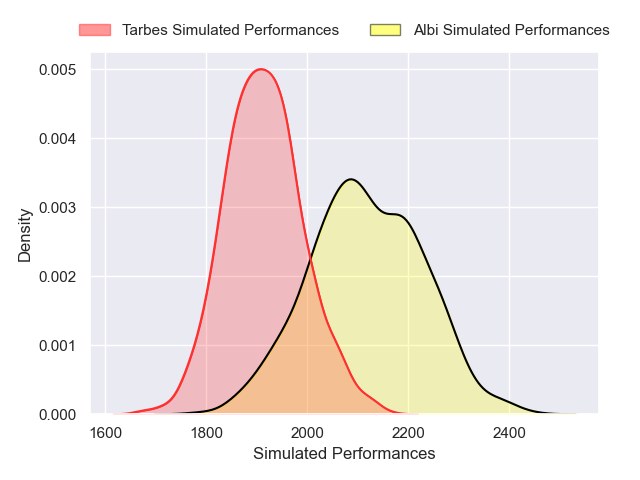 Tarbes Simulated Performances Albi Simulated Performances
0.005
0.004
0.003
0.002
0.001
0.000
Density
1600 1800 2000 2200 2400
Simulated Performances